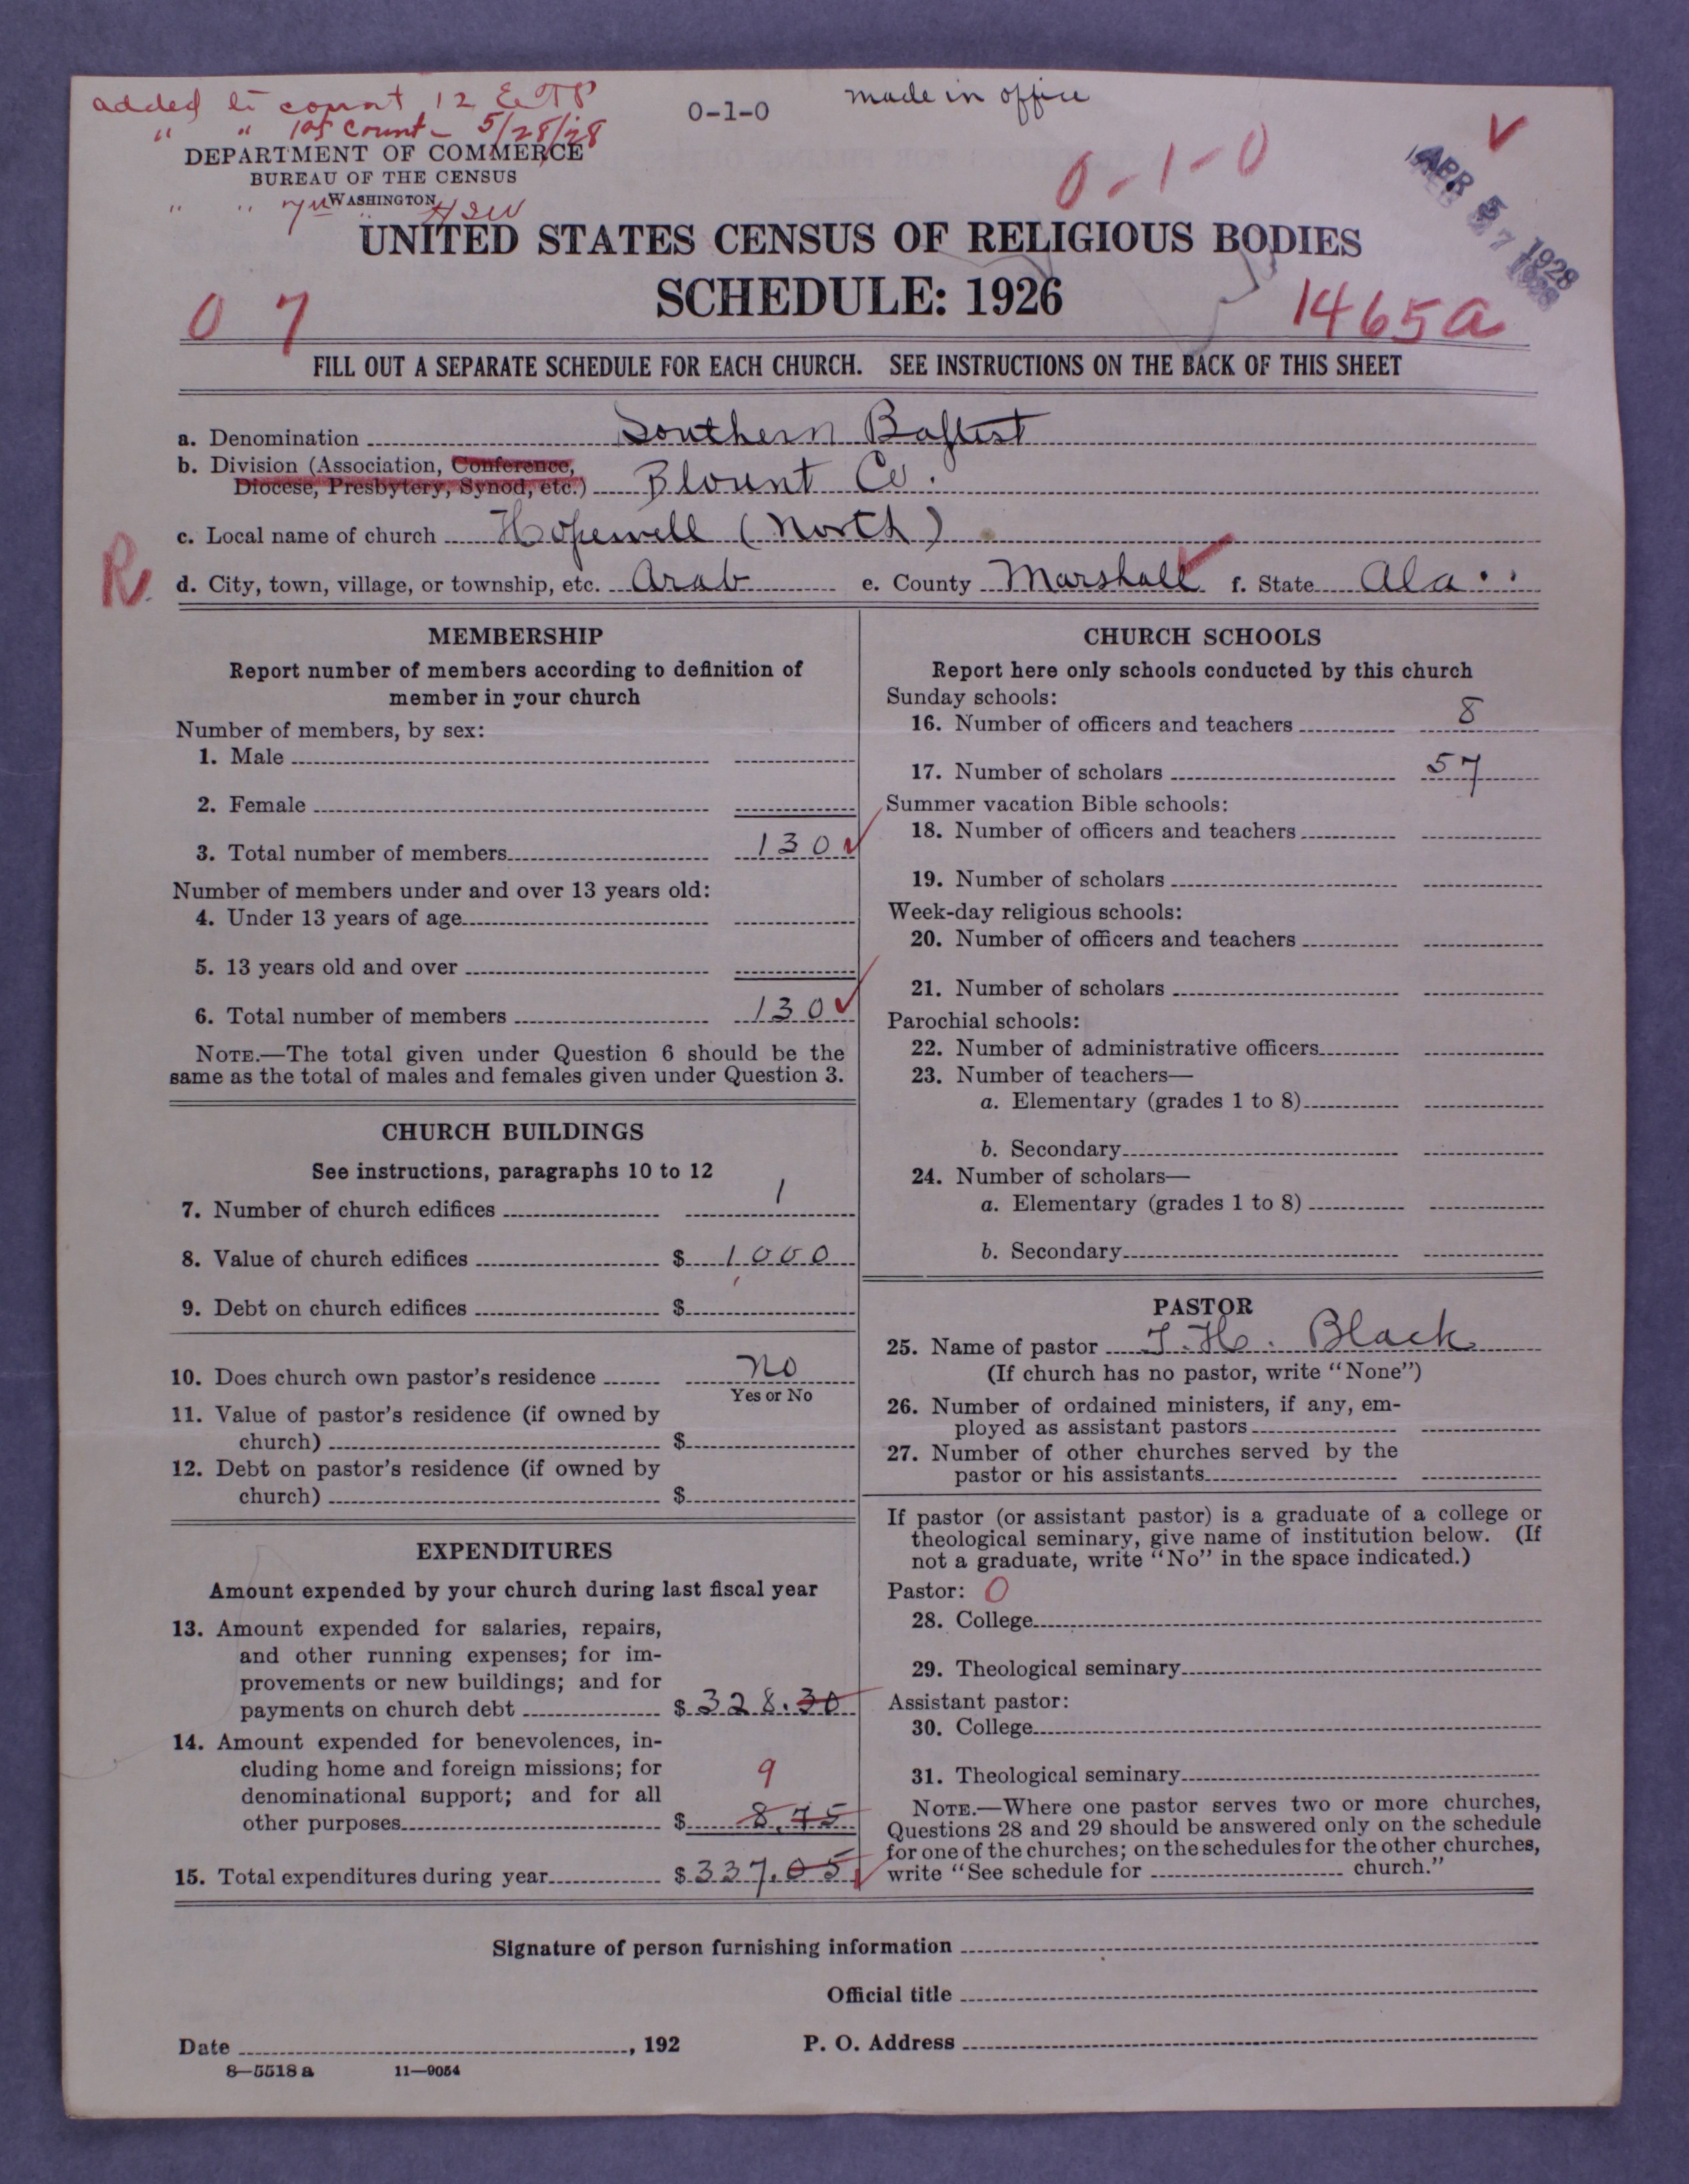 added to count 12
0-1-0
made in office
" " 1st Count - 5/28/28
DEPARTMENT OF COMMERCE
BUREAU OF THE CENSUS
WASHINGTON
0-1-0
APR 5 1928
UNITED STATES CENSUS OF RELIGIOUS BODIES
SCHEDULE: 1926
0 7
1465a
FILL OUT A SEPARATE SCHEDULE FOR EACH CHURCH. SEE INSTRUCTIONS ON THE BACK OF THIS SHEET
a. Denomination Southern Baptist
b. Division (Association, Conference,
Diocese, Presbytery, Synod, etc.) Blount Co.
c. Local name of church Hopewell (North)
R
d. City, town, village, or township, etc. Arab e. County Marshall f. State Ala
MEMBERSHIP
Report number of members according to definition of
member in your church
Number of members, by sex:
1. Male
2. Female
3. Total number of members 130
Number of members under and over 13 years old:
4. Under 13 years of age
5. 13 years old and over
6. Total number of members 130
NOTE.—The total given under Question 6 should be the
same as the total of males and females given under Question 3.
CHURCH BUILDINGS
See instructions, paragraphs 10 to 12
7. Number of church edifices 1
8. Value of church edifices $ 1,000
9. Debt on church edifices $
10. Does church own pastor's residence No
Yes or No
11. Value of pastor's residence (if owned by
church) $
12. Debt on pastor's residence (if owned by
church) $
EXPENDITURES
Amount expended by your church during last fiscal year
13. Amount expended for salaries, repairs,
and other running expenses; for im-
provements or new buildings; and for
payments on church debt $ 328.30
14. Amount expended for benevolences, in-
cluding home and foreign missions; for
9
denominational support; and for all
other purposes $ 8.75
15. Total expenditures during year $ 337.05
CHURCH SCHOOLS
Report here only schools conducted by this church
Sunday schools:
16. Number of officers and teachers 8
17. Number of scholars 57
Summer vacation Bible schools:
18. Number of officers and teachers
19. Number of scholars
Week-day religious schools:
20. Number of officers and teachers
21. Number of scholars
Parochial schools:
22. Number of administrative officers
23. Number of teachers—
a. Elementary (grades 1 to 8)
b. Secondary
24. Number of scholars—
a. Elementary (grades 1 to 8)
b. Secondary
PASTOR
25. Name of pastor J. H. Black
(If church has no pastor, write "None")
26. Number of ordained ministers, if any, em-
ployed as assistant pastors
27. Number of other churches served by the
pastor or his assistants
If pastor (or assistant pastor) is a graduate of a college or
theological seminary, give name of institution below. (If
not a graduate, write "No" in the space indicated.)
Pastor: 0
28. College
29. Theological seminary
Assistant pastor:
30. College
31. Theological seminary
NOTE.—Where one pastor serves two or more churches,
Questions 28 and 29 should be answered only on the schedule
for one of the churches; on the schedules for the other churches,
write "See schedule for church."
Signature of person furnishing information
Official title
Date , 192 P. O. Address
8-5518 a 11-9054